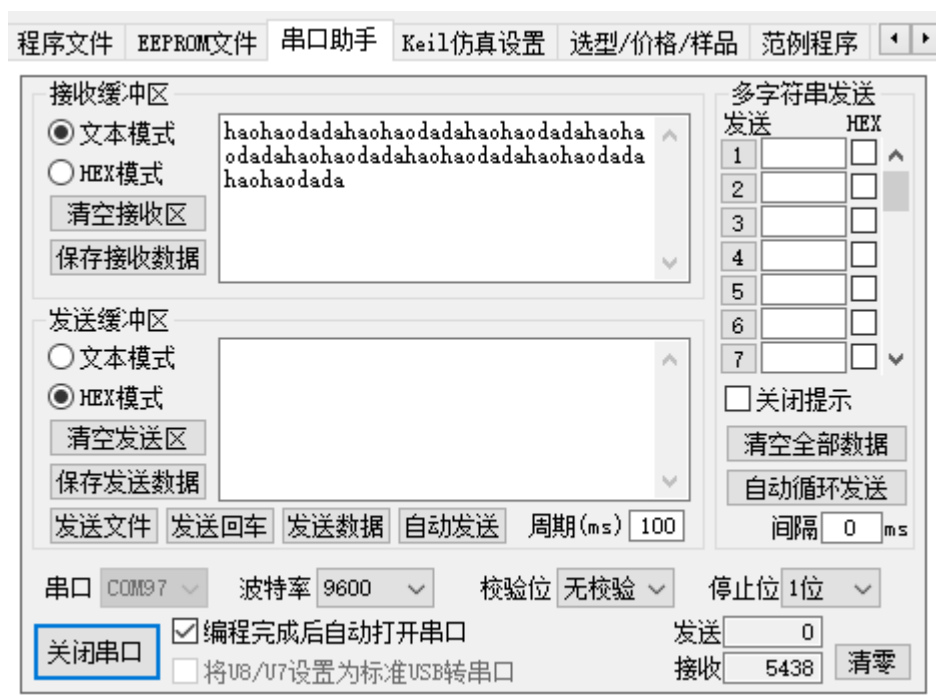 程序文件 EEPROM文件 串口助手 Keil仿真设置 选型/价格/样品 范例程序
接收缓冲区
文本模式
HEX模式
清空接收区
保存接收数据
haohaodadahaohaodadahaohaodadahaoha
odadahaohaodadahaohaodadahaohaodada
haohaodada
多字符串发送
发送 HEX
1
2
3
4
5
6
7
关闭提示
清空全部数据
自动循环发送
间隔 0 ms
发送缓冲区
文本模式
HEX模式
清空发送区
保存发送数据
发送文件 发送回车 发送数据 自动发送 周期(ms) 100
串口 COM97 波特率 9600 校验位 无校验 停止位 1位
关闭串口
编程完成后自动打开串口
将U8/U7设置为标准USB转串口
发送 0
接收 5438
清零